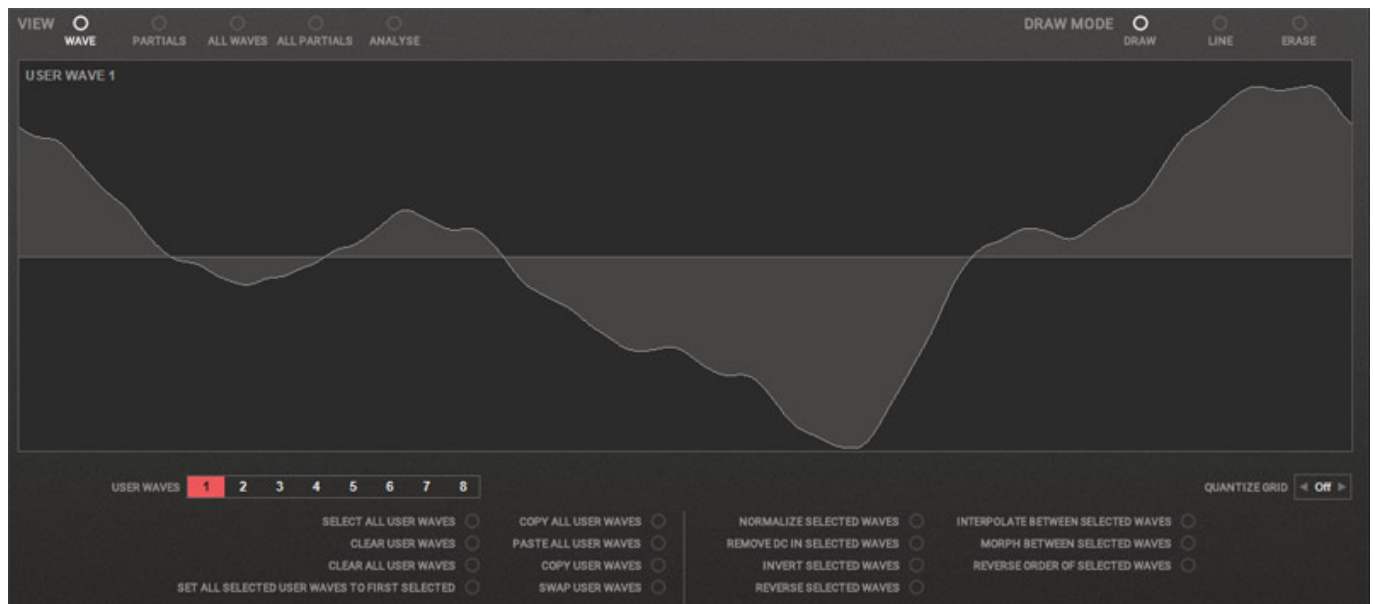 VIEW DRAW MODE
WAVE PARTIALS ALL WAVES ALL PARTIALS ANALYSE DRAW LINE ERASE
USER WAVE 1
USER WAVES 1 2 3 4 5 6 7 8 QUANTIZE GRID Off
SELECT ALL USER WAVES COPY ALL USER WAVES NORMALIZE SELECTED WAVES INTERPOLATE BETWEEN SELECTED WAVES
CLEAR USER WAVES PASTE ALL USER WAVES REMOVE DC IN SELECTED WAVES MORPH BETWEEN SELECTED WAVES
CLEAR ALL USER WAVES COPY USER WAVES INVERT SELECTED WAVES REVERSE ORDER OF SELECTED WAVES
SET ALL SELECTED USER WAVES TO FIRST SELECTED SWAP USER WAVES REVERSE SELECTED WAVES